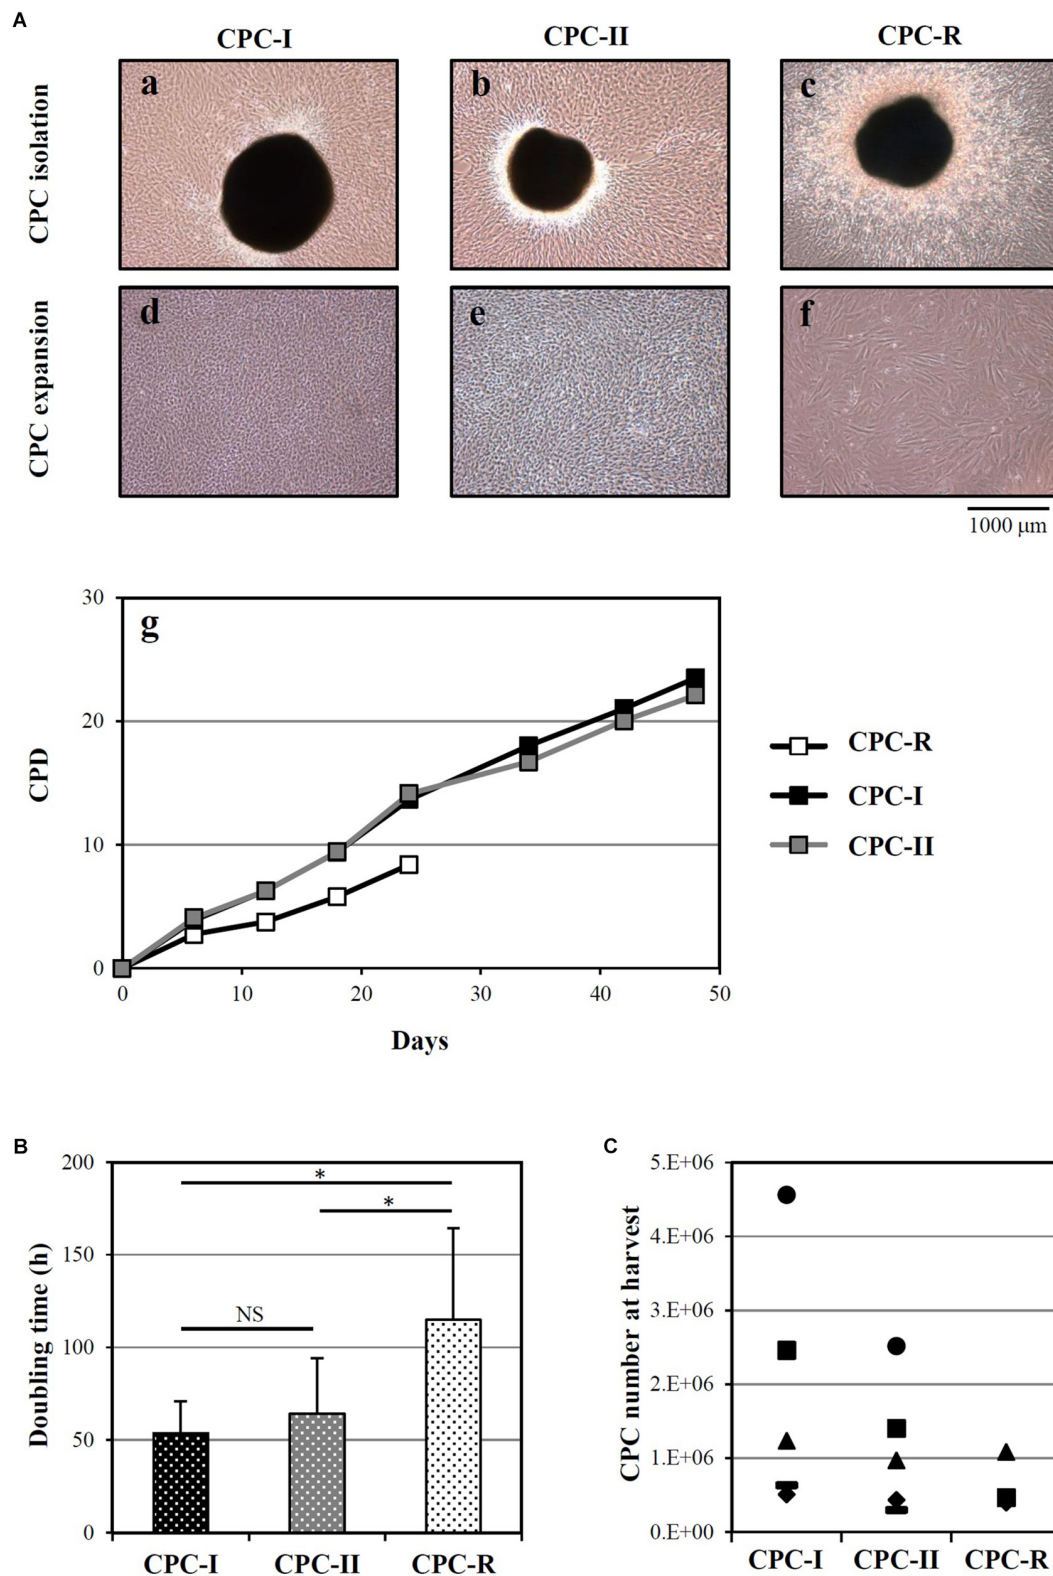 A
CPC-I CPC-II CPC-R
CPC isolation
a b c
CPC expansion
d e f
1000 μm
g
30
20
10
0
CPD
0 10 20 30 40 50
Days
CPC-R
CPC-I
CPC-II
B
200
150
100
50
0
Doubling time (h)
*
*
NS
CPC-I CPC-II CPC-R
C
5.E+06
4.E+06
3.E+06
2.E+06
1.E+06
0.E+00
CPC number at harvest
CPC-I CPC-II CPC-R